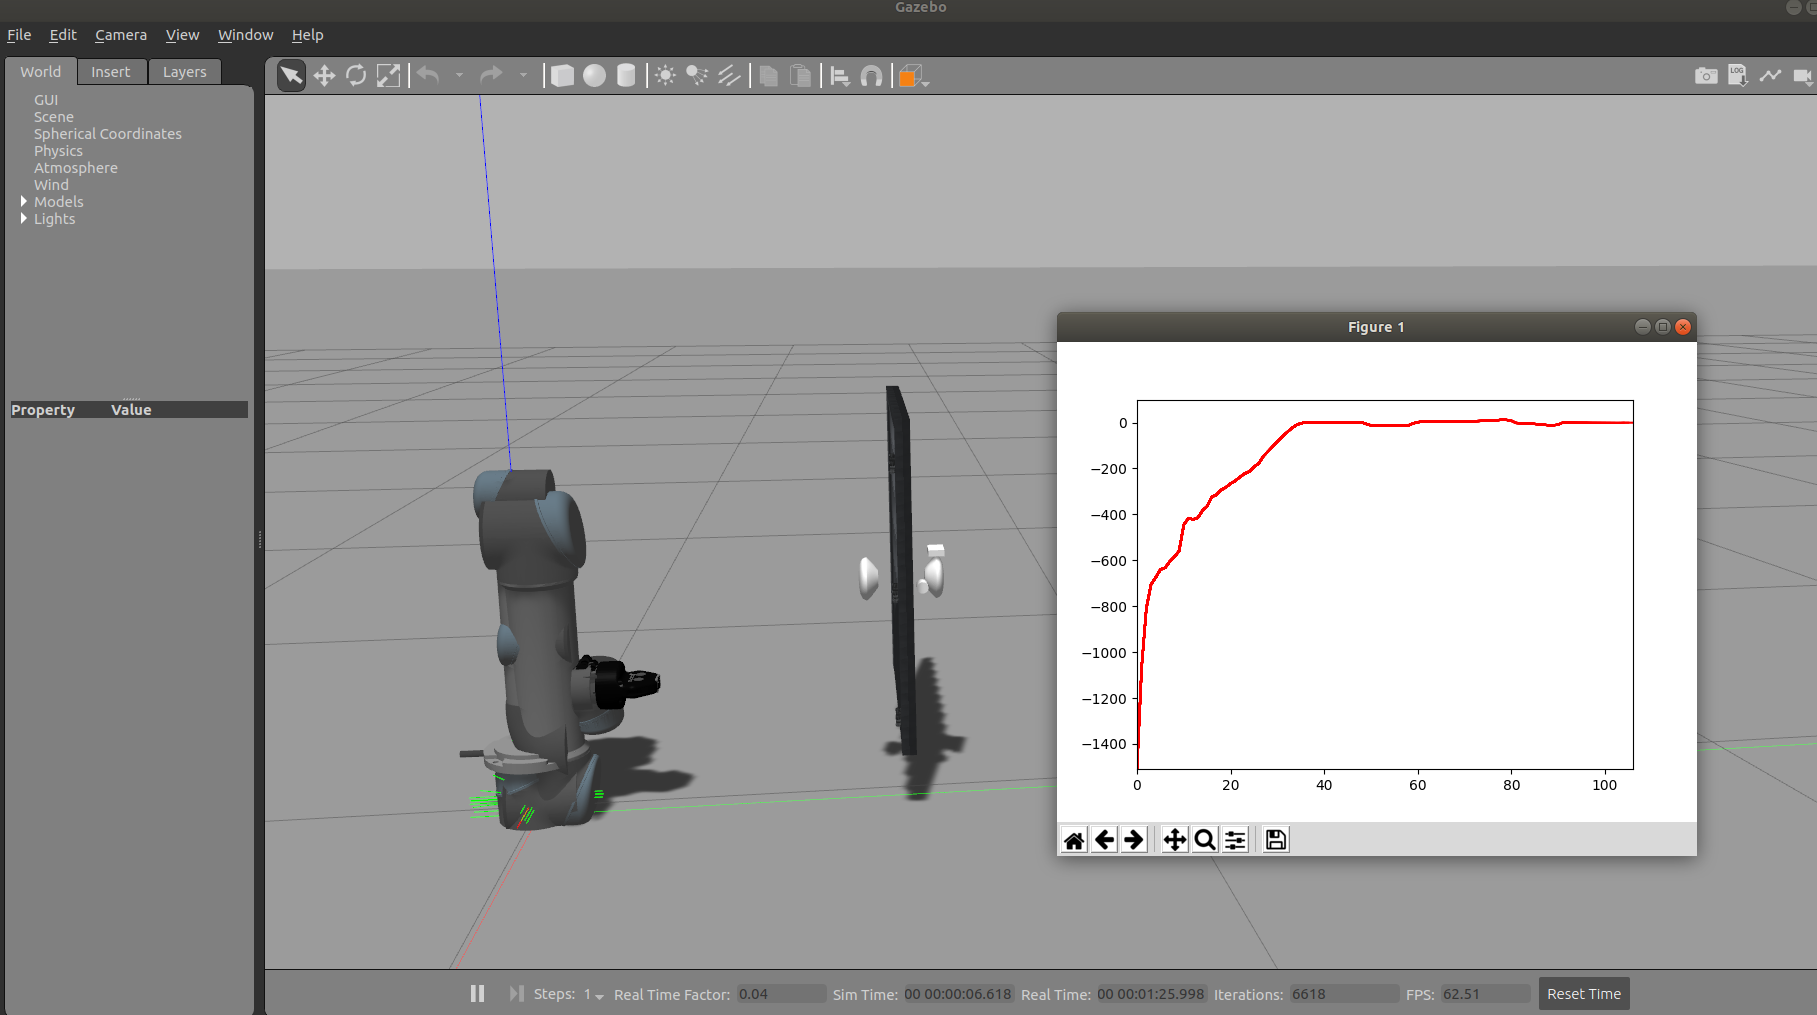 Gazebo
File Edit Camera View Window Help
World Insert Layers
GUI
Scene
Spherical Coordinates
Physics
Atmosphere
Wind
Models
Lights
Property Value
LOG
Figure 1
0
−200
−400
−600
−800
−1000
−1200
−1400
0 20 40 60 80 100
Steps: 1 Real Time Factor: 0.04 Sim Time: 00 00:00:06.618 Real Time: 00 00:01:25.998 Iterations: 6618 FPS: 62.51 Reset Time